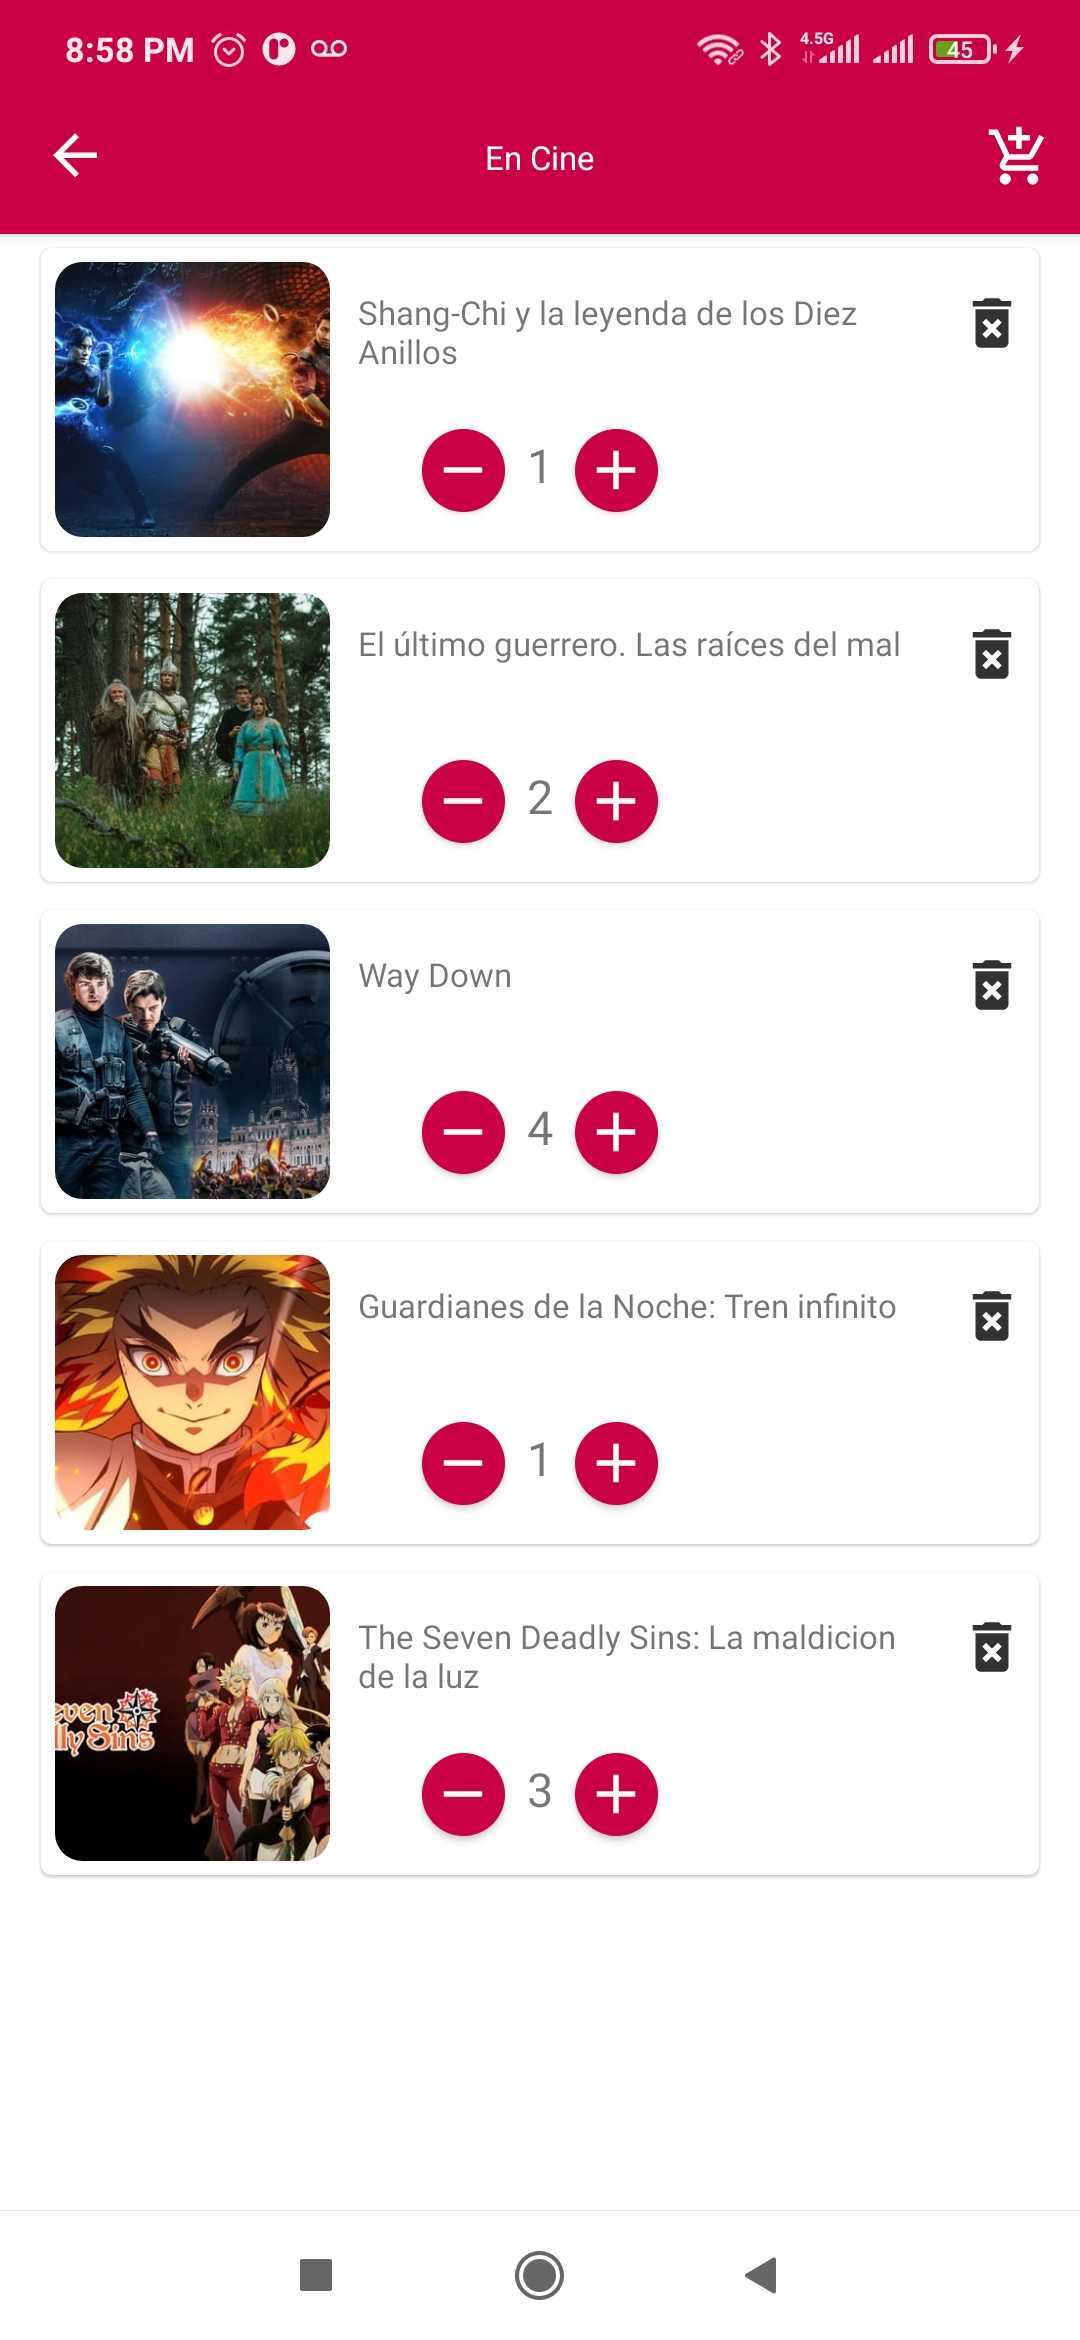 8:58 PM
4.5G
45
En Cine
Shang-Chi y la leyenda de los Diez
Anillos
1
El último guerrero. Las raíces del mal
2
Way Down
4
Guardianes de la Noche: Tren infinito
1
The Seven Deadly Sins: La maldicion
de la luz
even
lly Sins
3